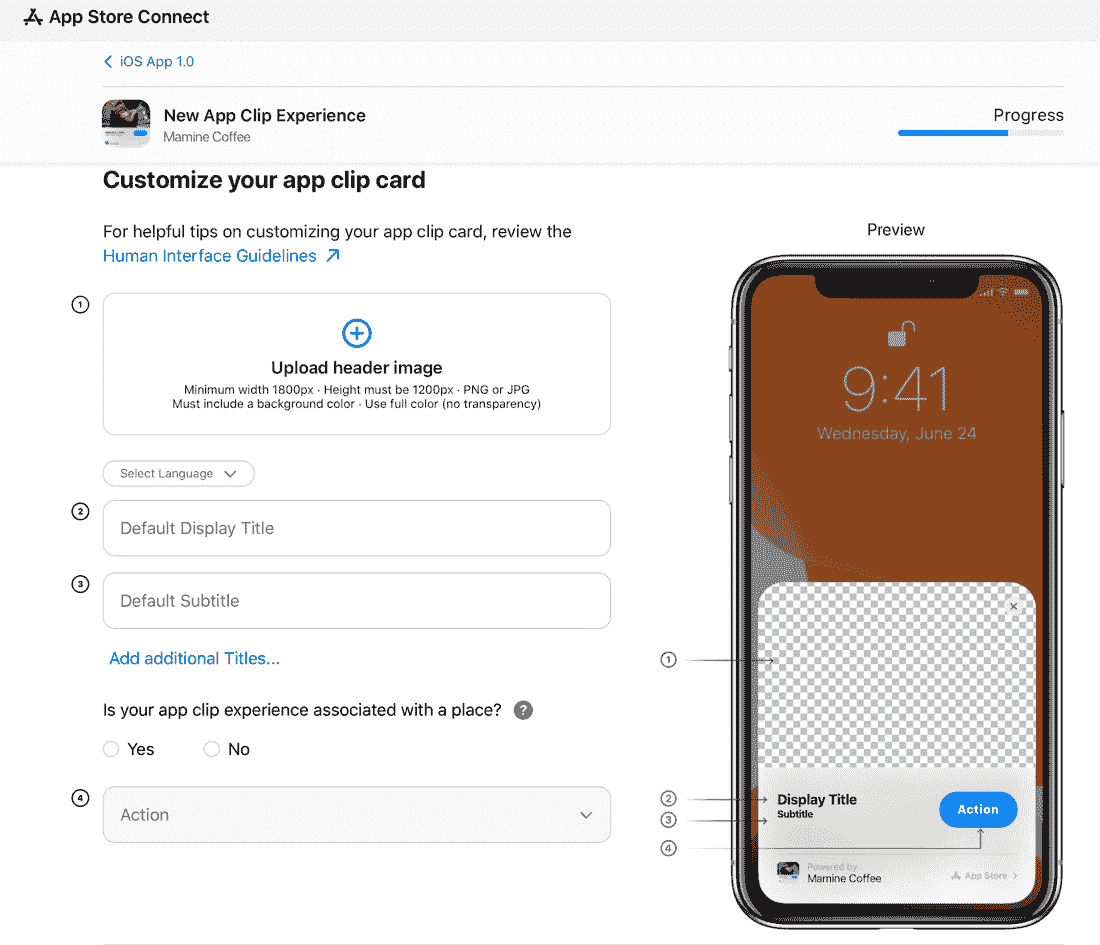 App Store Connect
iOS App 1.0
New App Clip Experience
Mamine Coffee
Progress
Customize your app clip card
For helpful tips on customizing your app clip card, review the
Human Interface Guidelines
1
Upload header image
Minimum width 1800px · Height must be 1200px · PNG or JPG
Must include a background color · Use full color (no transparency)
Select Language
2
Default Display Title
3
Default Subtitle
Add additional Titles...
Is your app clip experience associated with a place? ?
Yes
No
4
Action
Preview
9:41
Wednesday, June 24
1
2
Display Title
3
Subtitle
Action
4
Powered by
Mamine Coffee
App Store